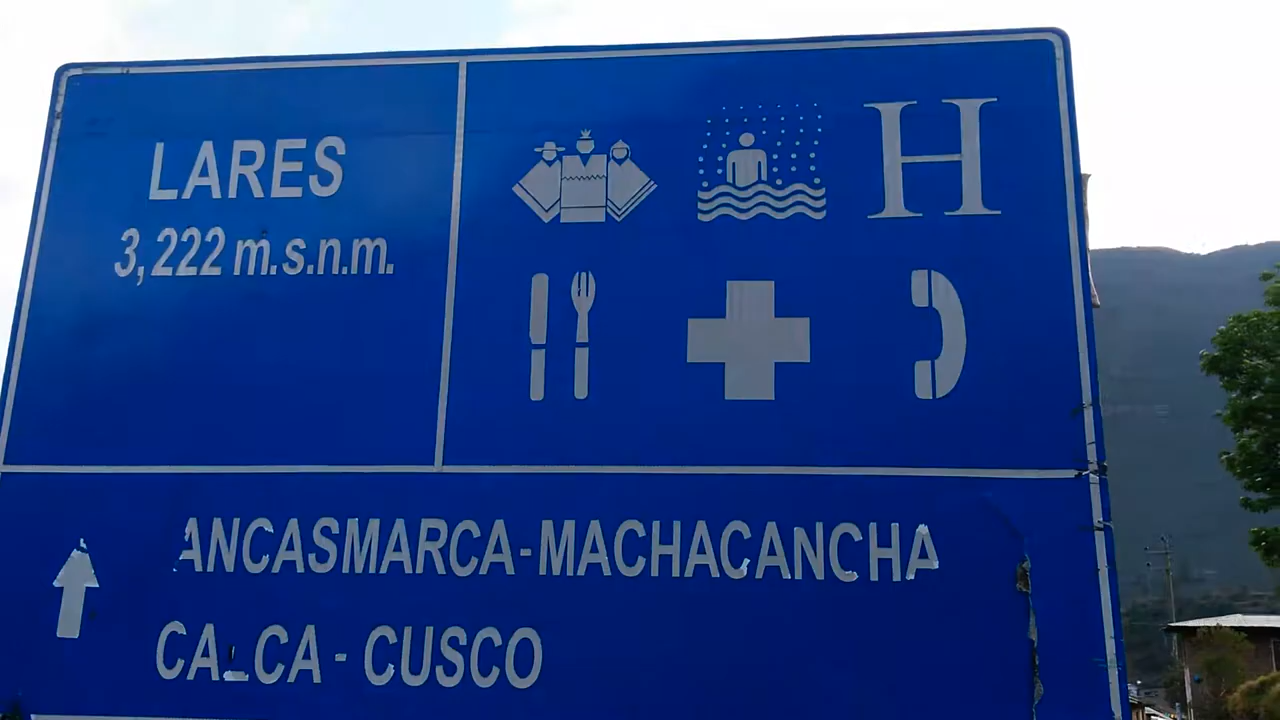 LARES
3,222 m.s.n.m.
H
ANCASMARCA-MACHACANCHA
CALCA - CUSCO